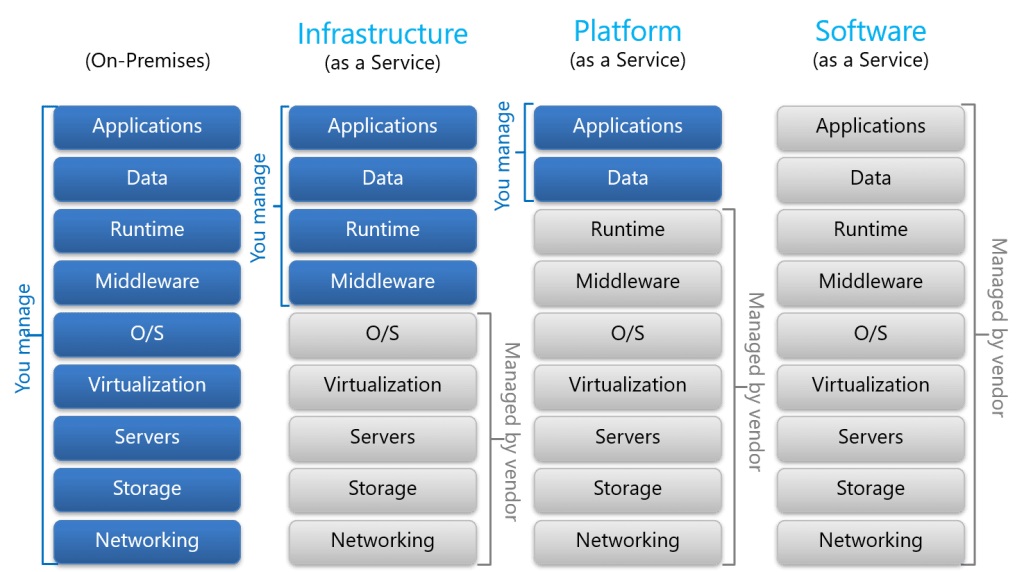 (On-Premises)
Infrastructure
(as a Service)
Platform
(as a Service)
Software
(as a Service)
You manage
Applications
Data
Runtime
Middleware
O/S
Virtualization
Servers
Storage
Networking
You manage
Applications
Data
Runtime
Middleware
O/S
Virtualization
Servers
Storage
Networking
Managed by vendor
You manage
Applications
Data
Runtime
Middleware
O/S
Virtualization
Servers
Storage
Networking
Managed by vendor
Applications
Data
Runtime
Middleware
O/S
Virtualization
Servers
Storage
Networking
Managed by vendor